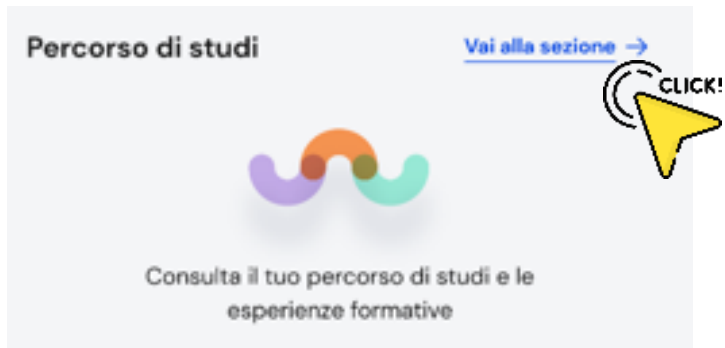 Percorso di studi
Vai alla sezione →
CLICK!
Consulta il tuo percorso di studi e le
esperienze formative